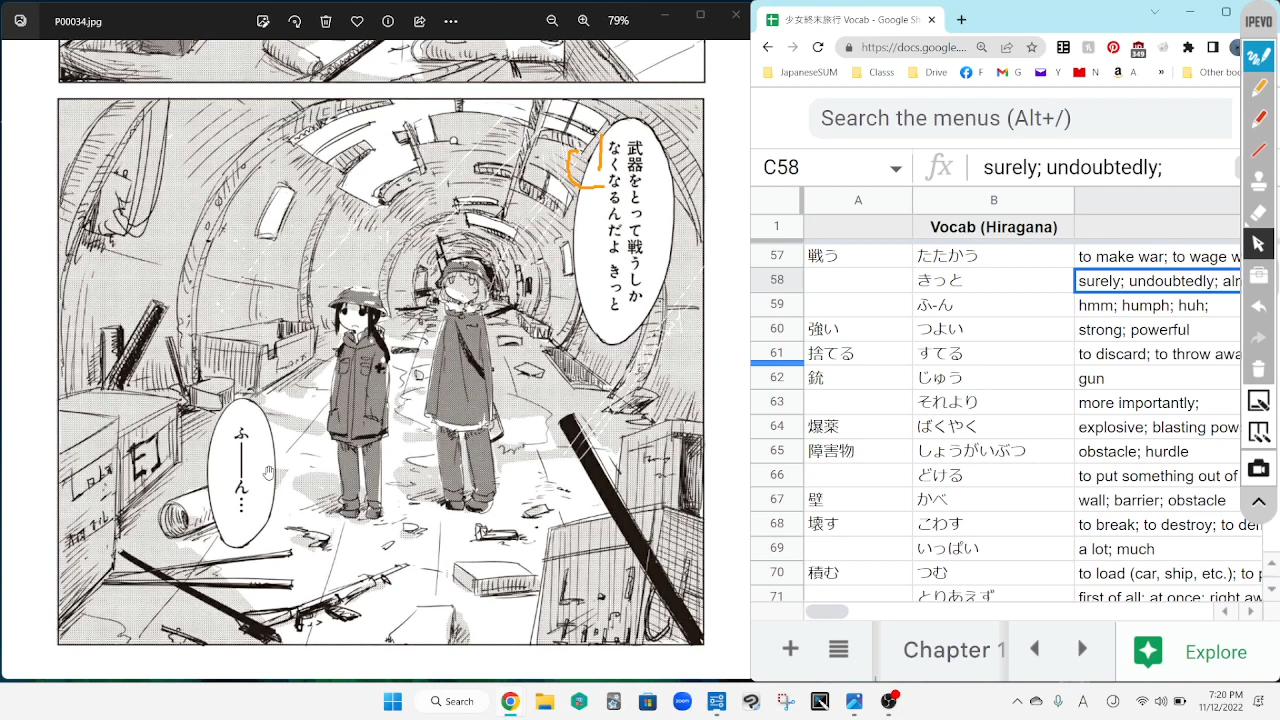 P00034.jpg
79%
武器をとって戦うしか
なくなるんだよ きっと
ふーん…
少女終末旅行 Vocab - Google Sh
https://docs.google....
349
JapaneseSUM
Classs
Drive
F
G
Y
N
A
»
Other boo
IPEVO
Search the menus (Alt+/)
C58
fx
surely; undoubtedly;
A
B
1
Vocab (Hiragana)
57 戦う たたかう to make war; to wage w
58 きっと surely; undoubtedly; alm
59 ふーん hmm; humph; huh;
60 強い つよい strong; powerful
61 捨てる すてる to discard; to throw awa
62 銃 じゅう gun
63 それより more importantly;
64 爆薬 ばくやく explosive; blasting pow
65 障害物 しょうがいぶつ obstacle; hurdle
66 どける to put something out of
67 壁 かべ wall; barrier; obstacle
68 壊す こわす to break; to destroy; to den
69 いっぱい a lot; much
70 積む つむ to load (car, ship, etc.); to p
71 とりあえず first of all; at once; right aw
Chapter 1
Explore
Search
zoom
A
7:20 PM
11/12/2022